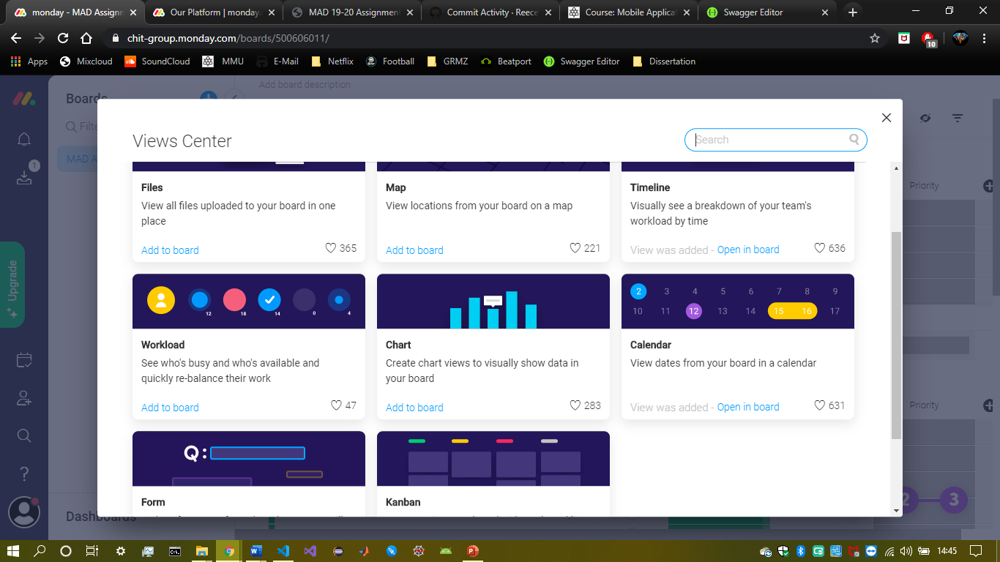 monday - MAD Assignm
Our Platform | monday.
MAD 19-20 Assignment
Commit Activity · Reece
Course: Mobile Applicat
Swagger Editor
chit-group.monday.com/boards/500606011/
10
Apps
Mixcloud
SoundCloud
MMU
E-Mail
Netflix
Football
GRMZ
Beatport
Swagger Editor
Dissertation
Add board description
Boards
Filte
MAD A
1
Upgrade
Views Center
Search
Priority
Files
View all files uploaded to your board in one
place
Add to board
365
Map
View locations from your board on a map
Add to board
221
Timeline
Visually see a breakdown of your team's
workload by time
View was added - Open in board
636
12
18
14
0
4
Workload
See who's busy and who's available and
quickly re-balance their work
Add to board
47
Chart
Create chart views to visually show data in
your board
Add to board
283
2 3 4 5 6 7 8 9
10 11 12 13 14 15 16 17
Calendar
View dates from your board in a calendar
View was added - Open in board
631
Priority
Q:
Form
Kanban
2
3
?
Dashboards
14:45